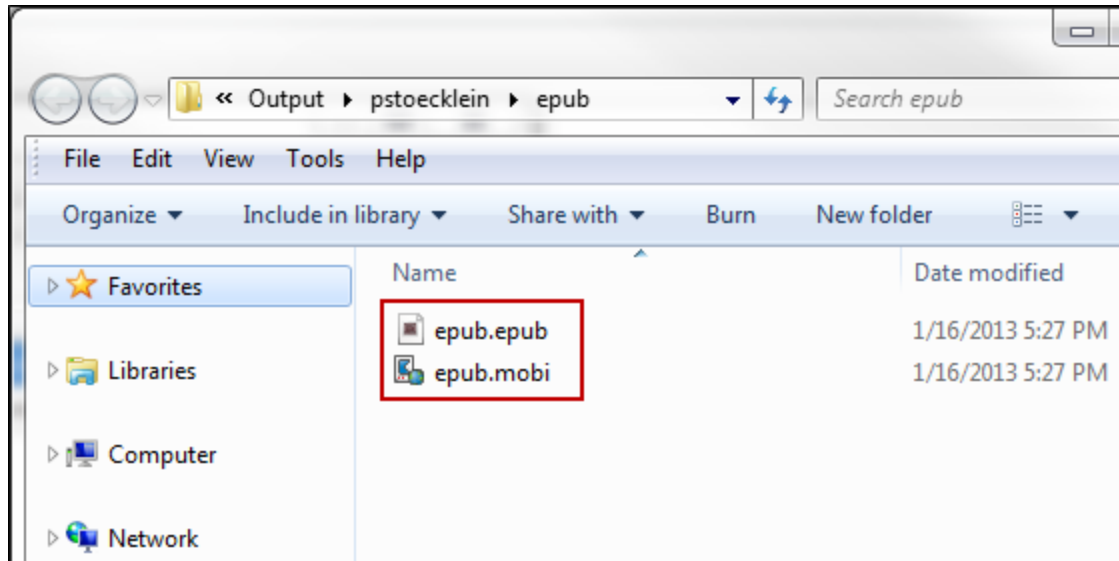 « Output pstoecklein epub Search epub
File Edit View Tools Help
Organize Include in library Share with Burn New folder
Name Date modified
Favorites
epub.epub 1/16/2013 5:27 PM
epub.mobi 1/16/2013 5:27 PM
Libraries
Computer
Network